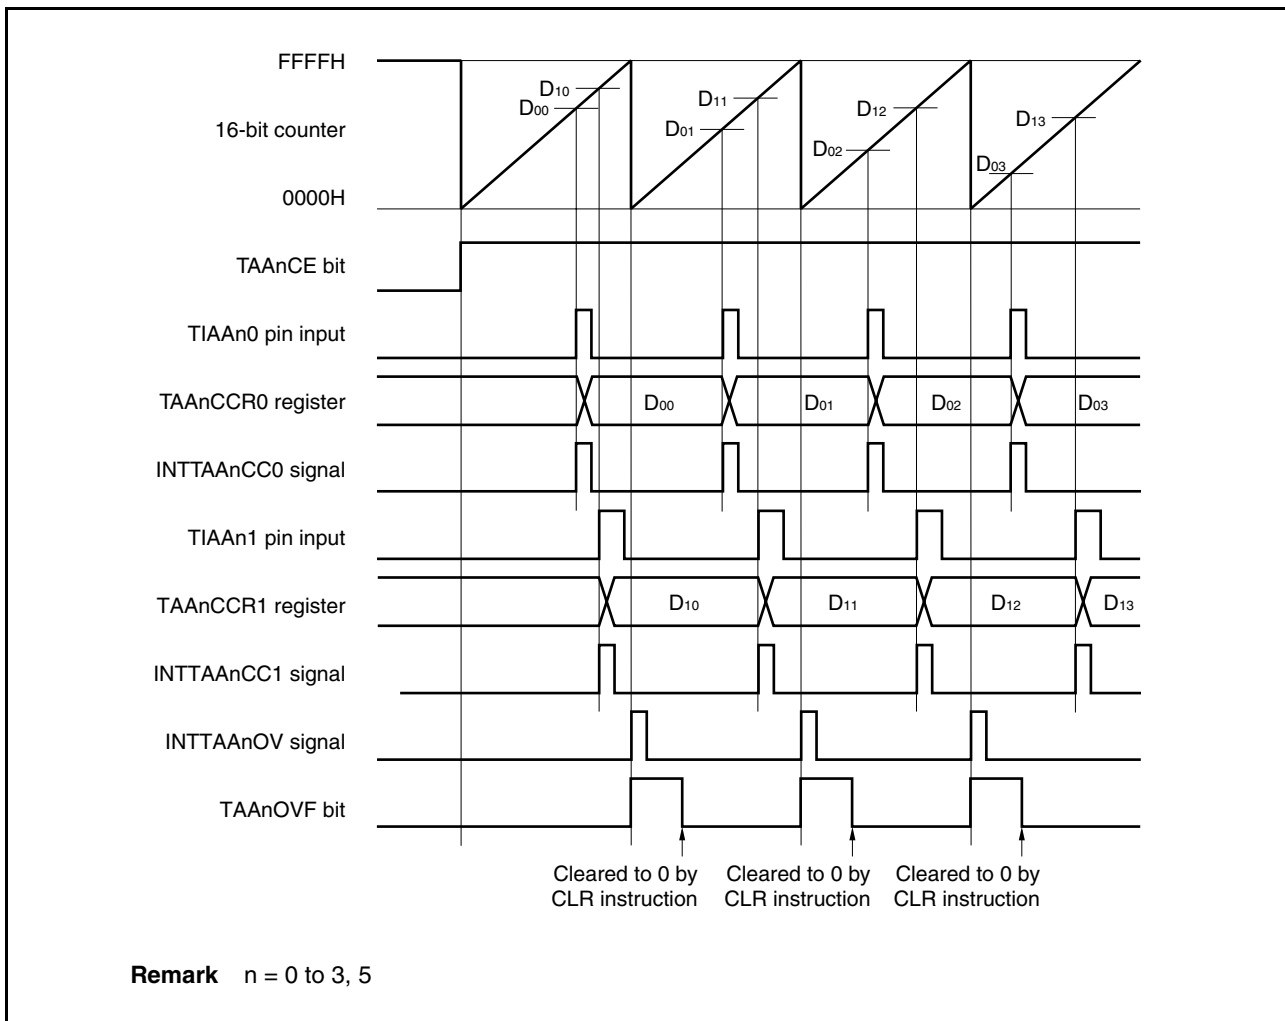 FFFFH
D10
D00
D11
D01
D12
D02
D13
D03
16-bit counter
0000H
TAAnCE bit
TIAAn0 pin input
TAAnCCR0 register
D00
D01
D02
D03
INTTAAnCC0 signal
TIAAn1 pin input
TAAnCCR1 register
D10
D11
D12
D13
INTTAAnCC1 signal
INTTAAnOV signal
TAAnOVF bit
Cleared to 0 by
CLR instruction
Cleared to 0 by
CLR instruction
Cleared to 0 by
CLR instruction
Remark n = 0 to 3, 5